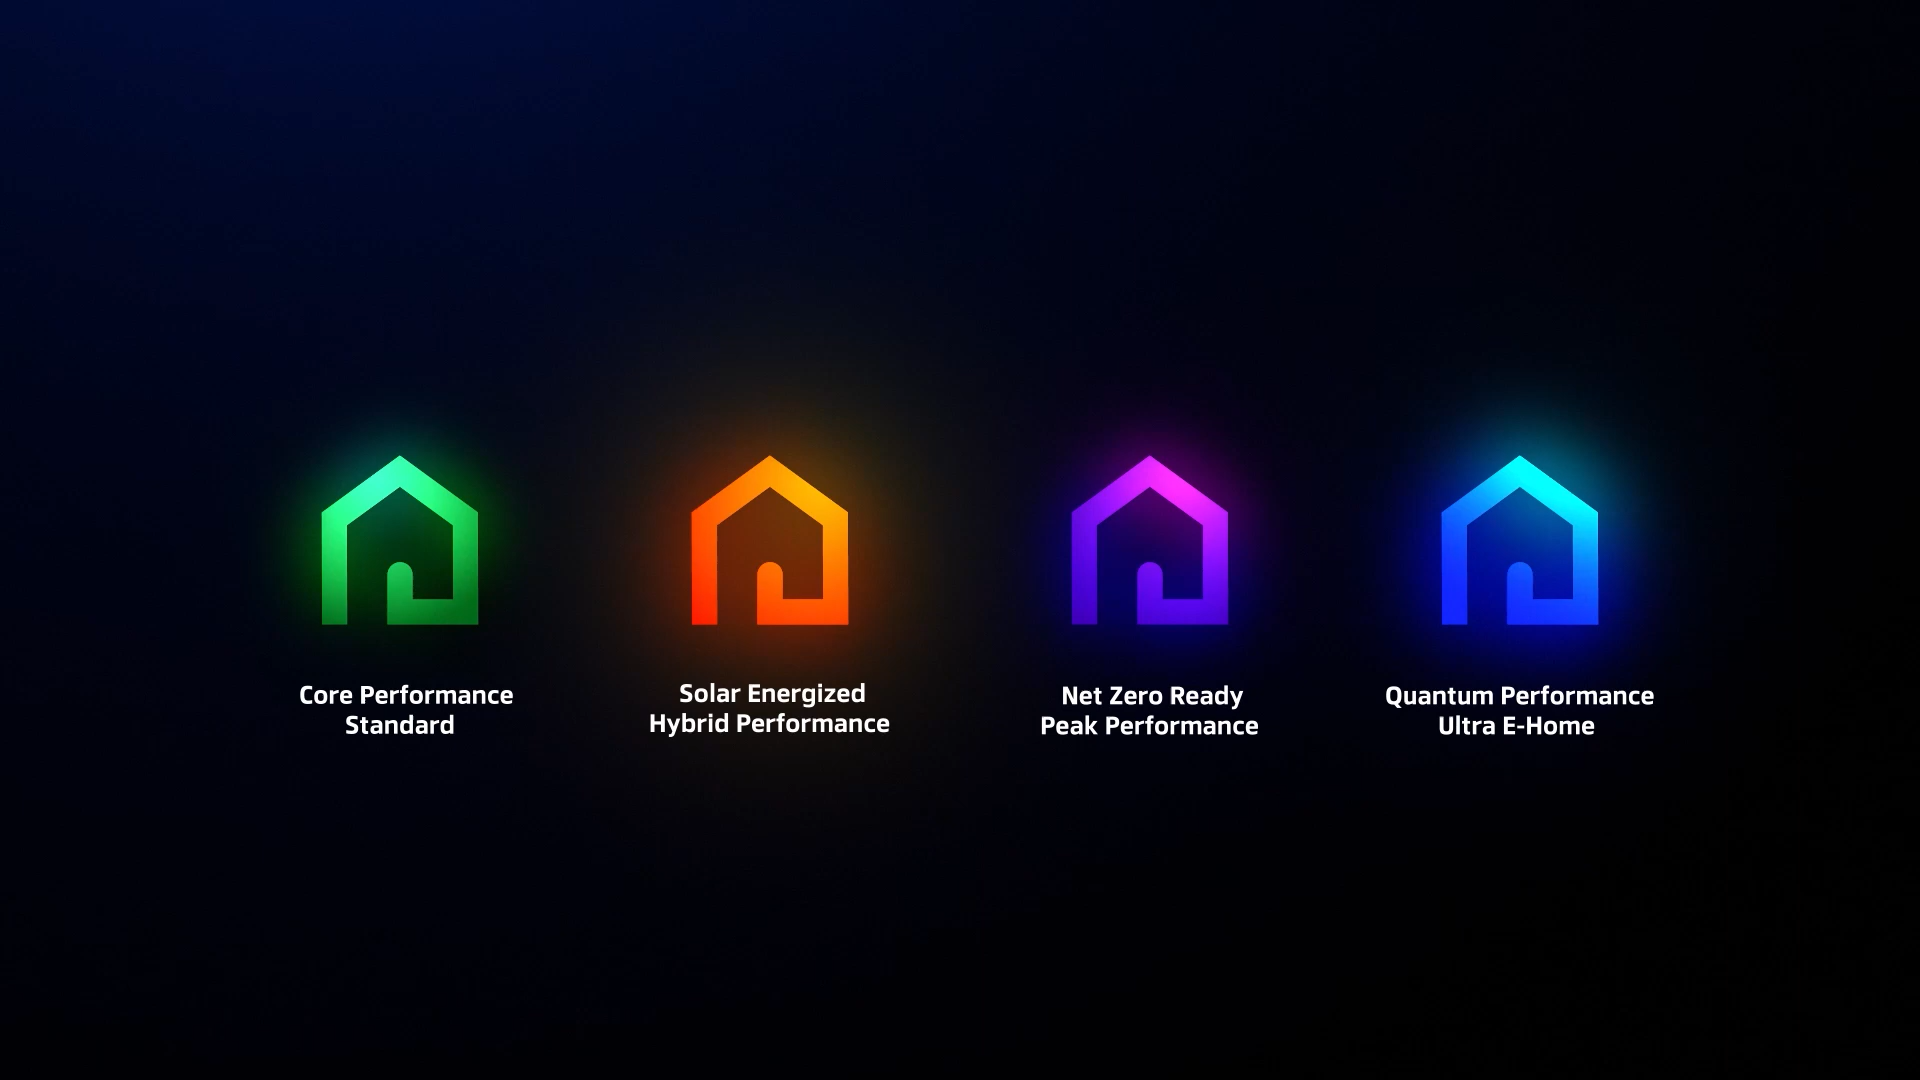 Core Performance
Standard
Solar Energized
Hybrid Performance
Net Zero Ready
Peak Performance
Quantum Performance
Ultra E-Home